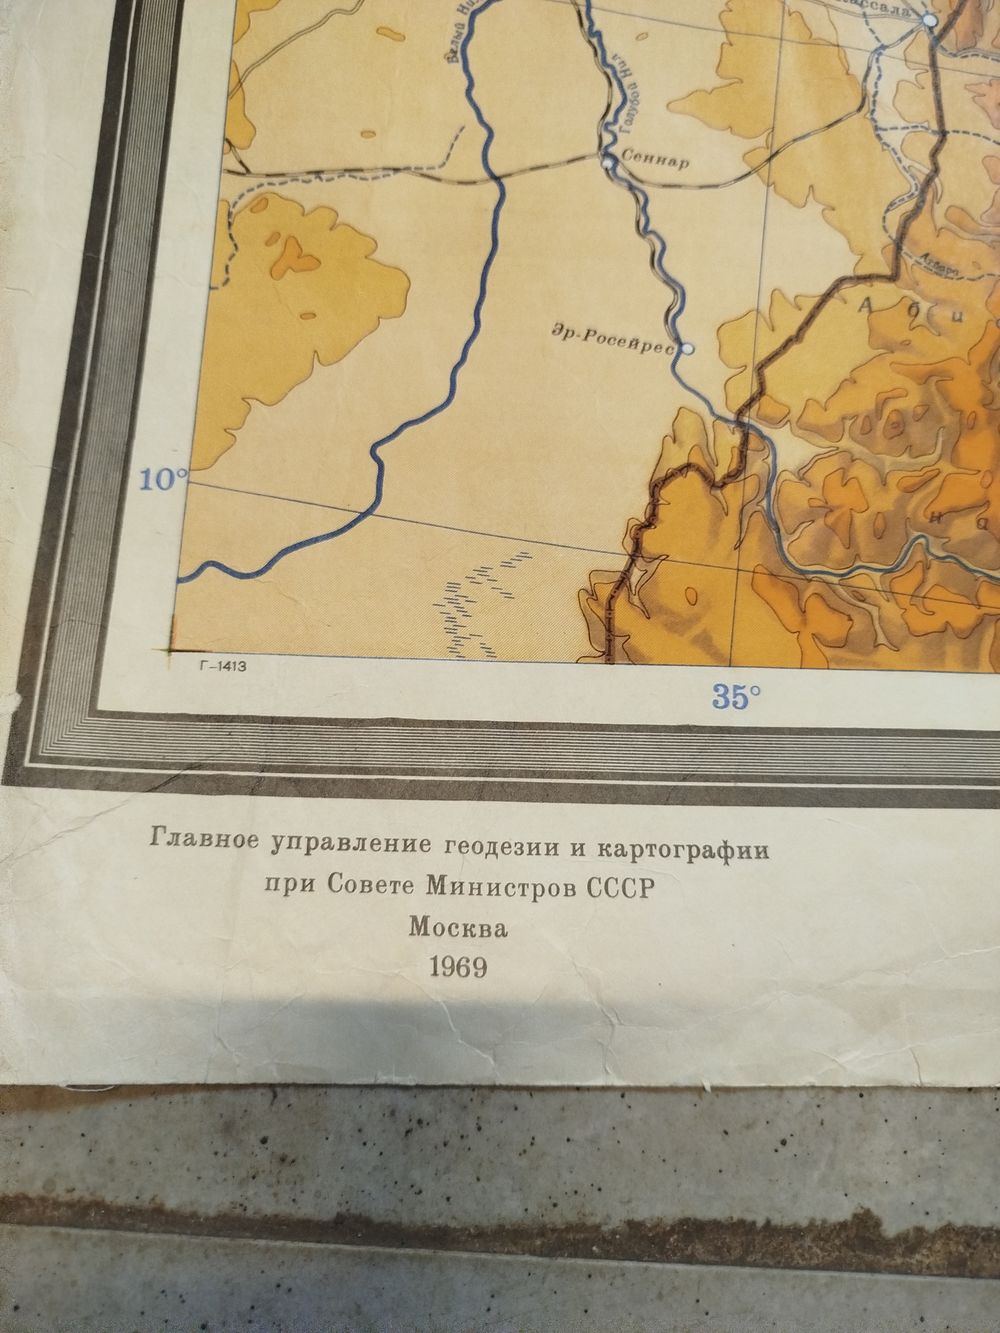 Белый Нил
Голубой Нил
Кассала
Сеннар
Атбара
Эр-Росейрес
А б и
н а
10°
Г-1413
35°
Главное управление геодезии и картографии
при Совете Министров СССР
Москва
1969